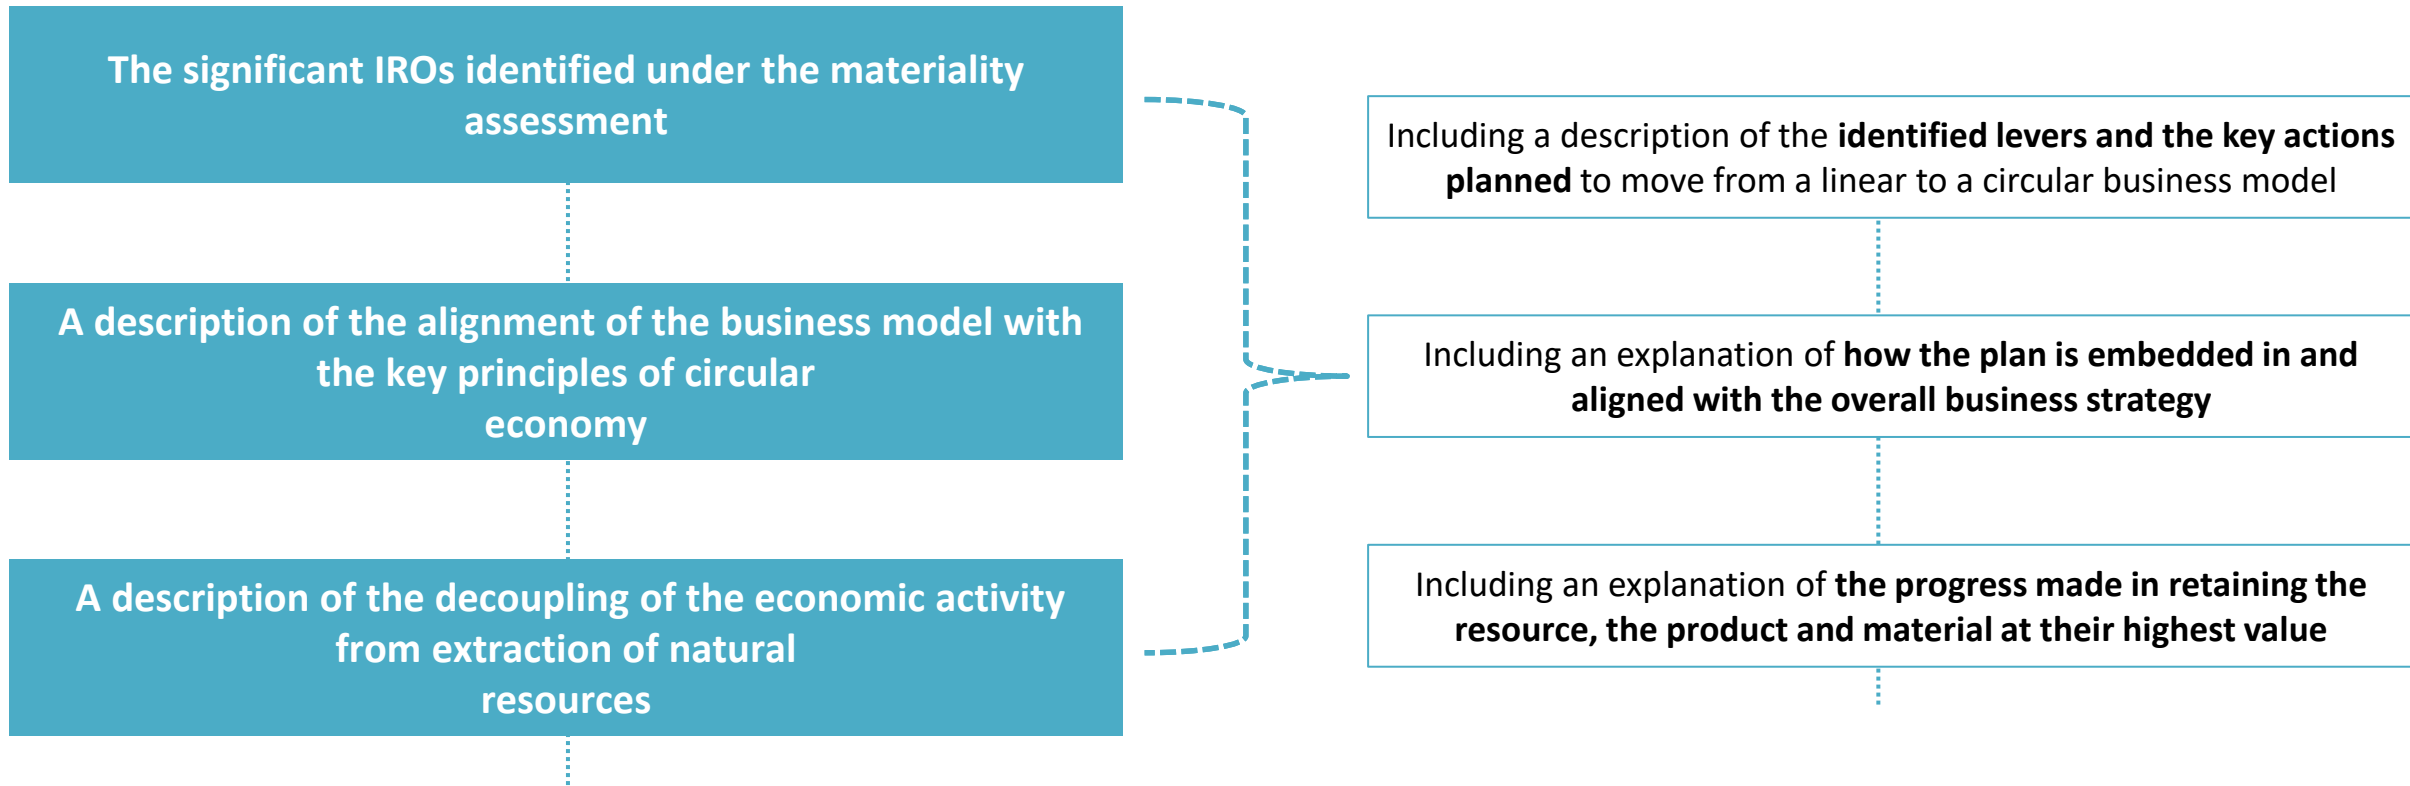 The significant IROs identified under the materiality
assessment
A description of the alignment of the business model with
the key principles of circular
economy
A description of the decoupling of the economic activity
from extraction of natural
resources
Including a description of the identified levers and the key actions
planned to move from a linear to a circular business model
Including an explanation of how the plan is embedded in and
aligned with the overall business strategy
Including an explanation of the progress made in retaining the
resource, the product and material at their highest value